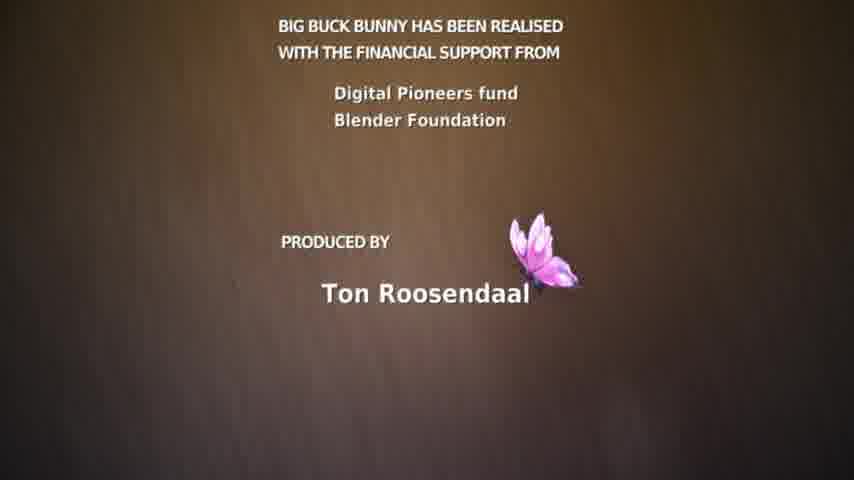 BIG BUCK BUNNY HAS BEEN REALISED
WITH THE FINANCIAL SUPPORT FROM
Digital Pioneers fund
Blender Foundation
PRODUCED BY
Ton Roosendaal